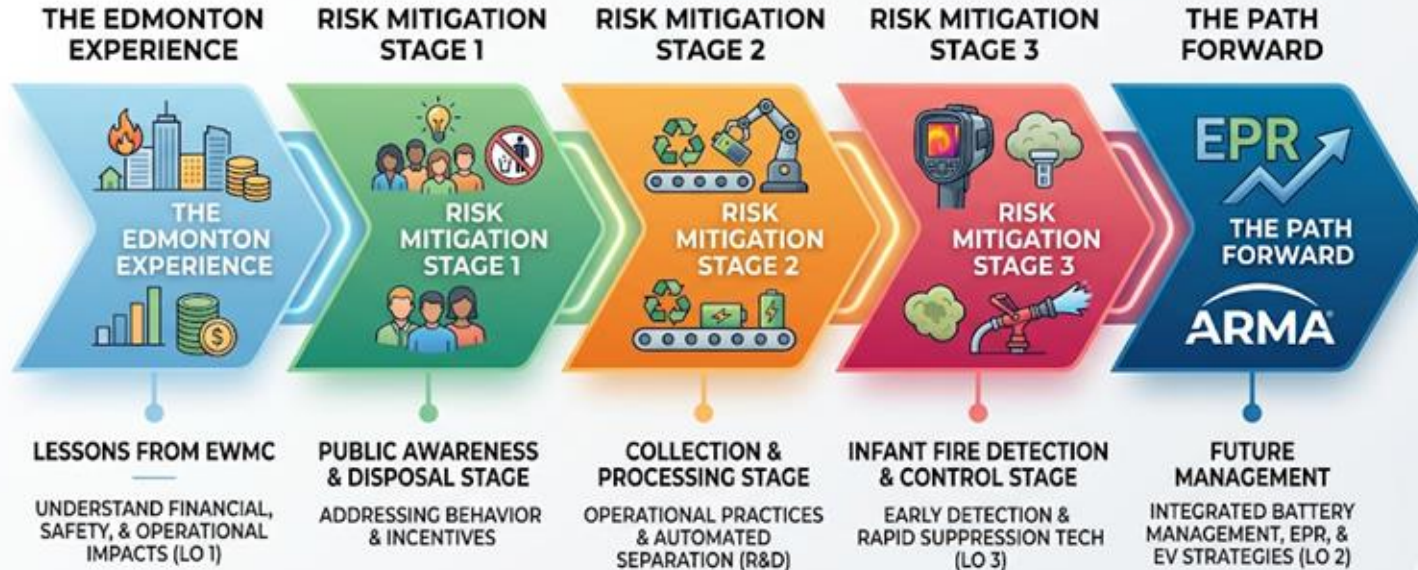 THE EDMONTON
EXPERIENCE
RISK MITIGATION
STAGE 1
RISK MITIGATION
STAGE 2
RISK MITIGATION
STAGE 3
THE PATH
FORWARD
THE
EDMONTON
EXPERIENCE
$
RISK
MITIGATION
STAGE 1
RISK
MITIGATION
STAGE 2
RISK
MITIGATION
STAGE 3
EPR
THE PATH
FORWARD
ARMA
LESSONS FROM EWMC
UNDERSTAND FINANCIAL,
SAFETY, & OPERATIONAL
IMPACTS (LO 1)
PUBLIC AWARENESS
& DISPOSAL STAGE
ADDRESSING BEHAVIOR
& INCENTIVES
COLLECTION &
PROCESSING STAGE
OPERATIONAL PRACTICES
& AUTOMATED
SEPARATION (R&D)
INFANT FIRE DETECTION
& CONTROL STAGE
EARLY DETECTION &
RAPID SUPPRESSION TECH
(LO 3)
FUTURE
MANAGEMENT
INTEGRATED BATTERY
MANAGEMENT, EPR, &
EV STRATEGIES (LO 2)